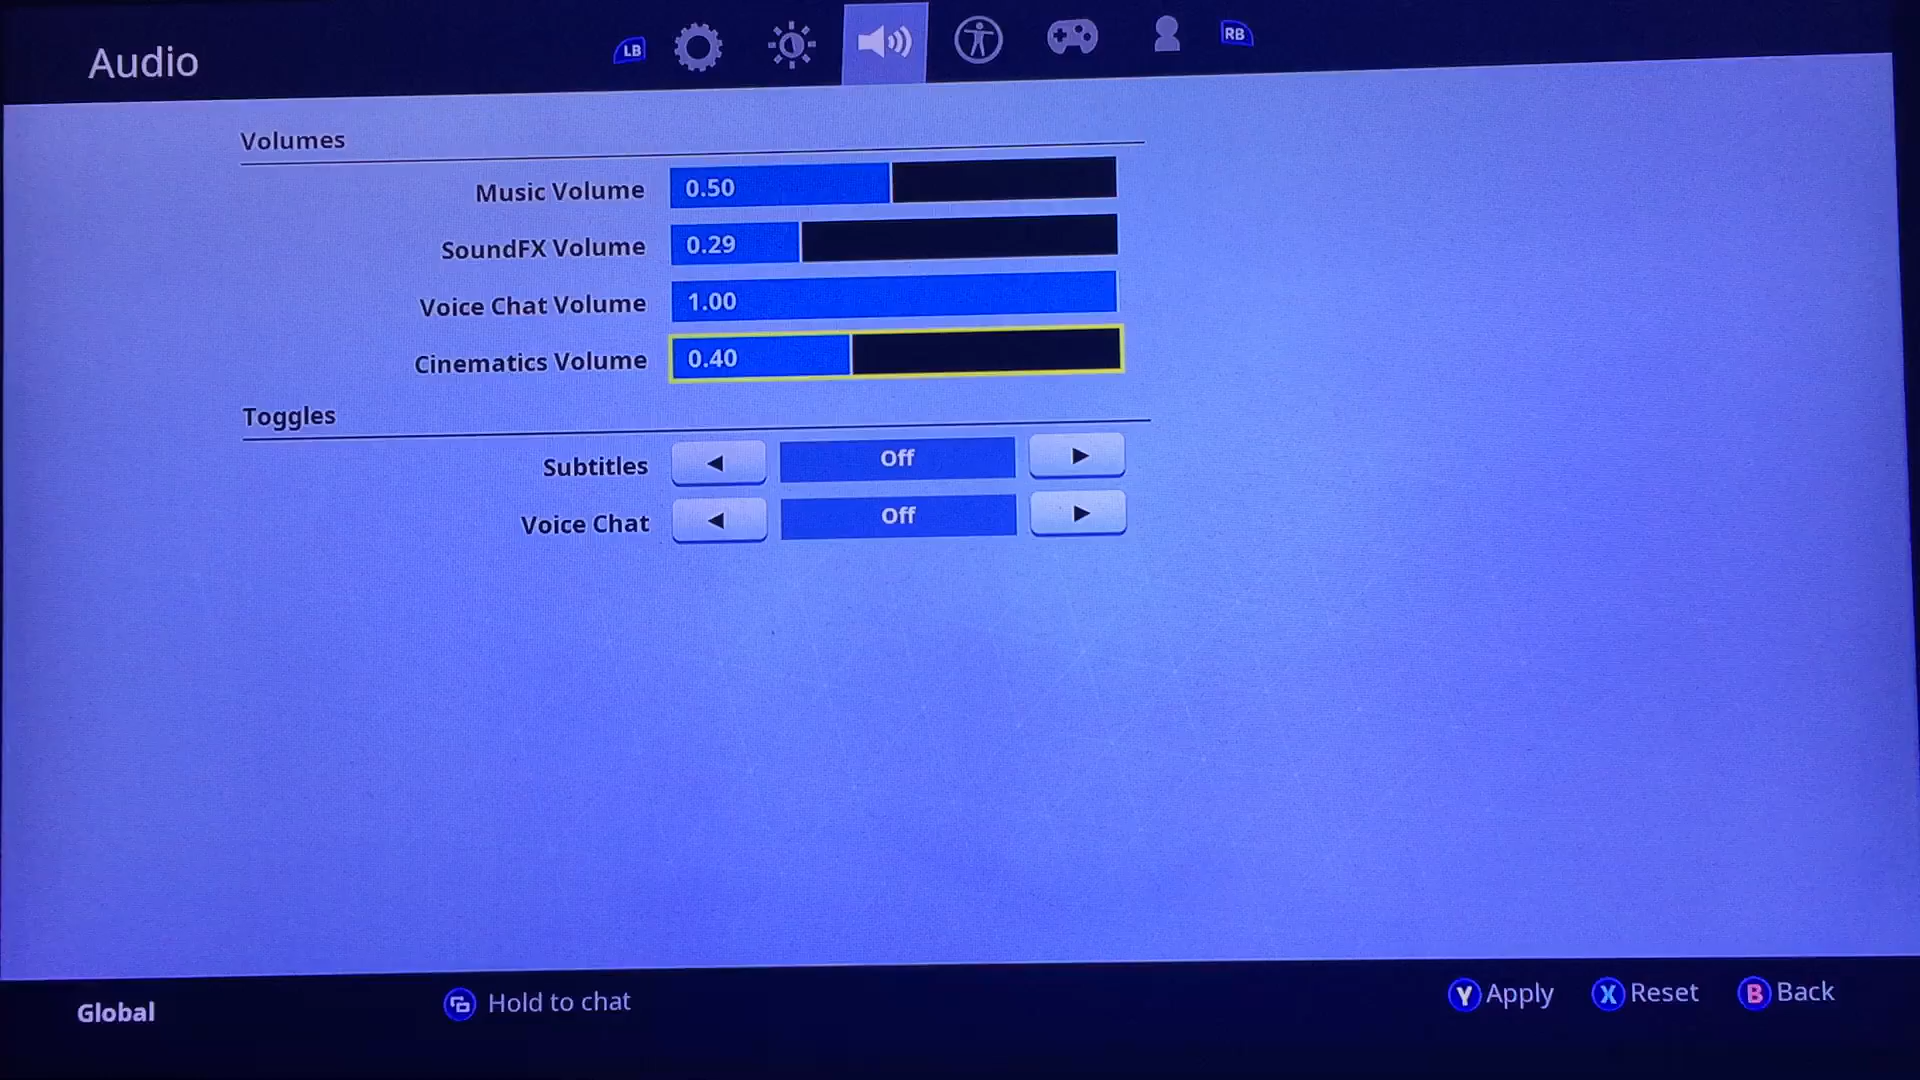 Audio
LB
RB
Volumes
Music Volume 0.50
SoundFX Volume 0.29
Voice Chat Volume 1.00
Cinematics Volume 0.40
Toggles
Subtitles Off
Voice Chat Off
Global
Hold to chat
Y Apply
X Reset
B Back